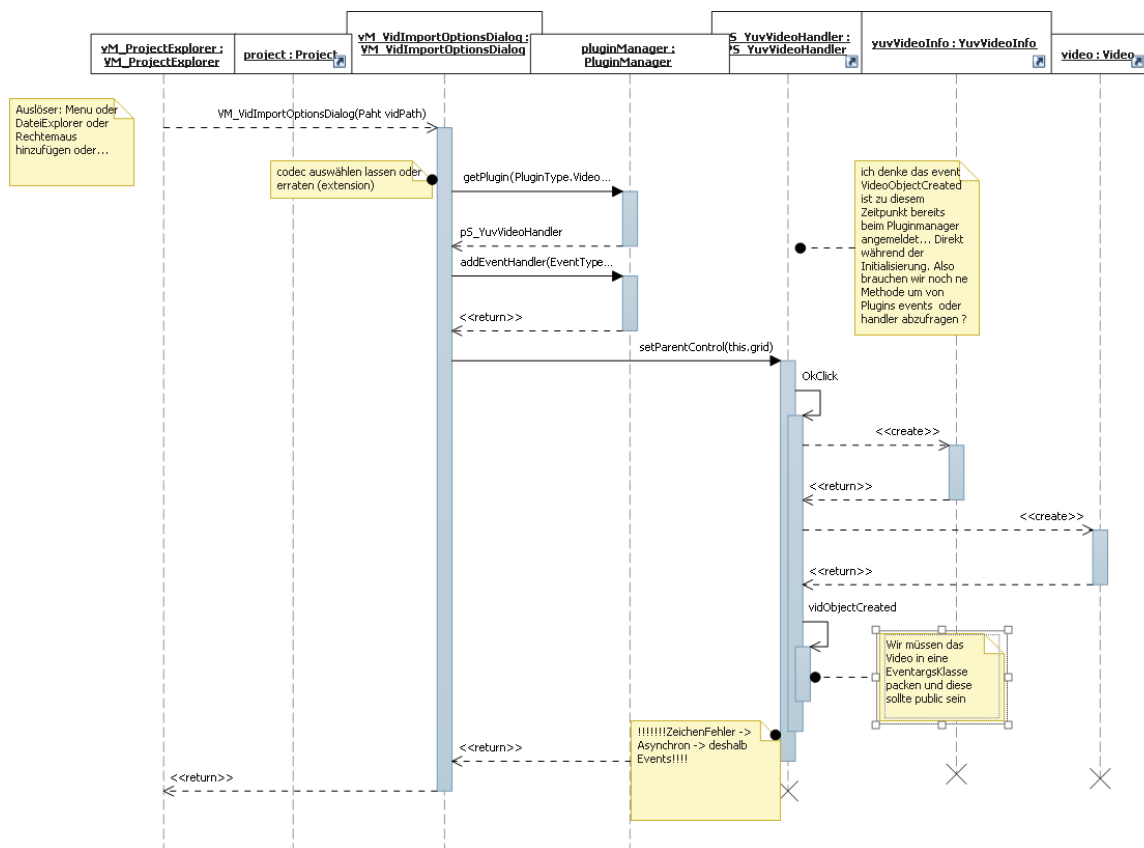 vM_ProjectExplorer :
VM_ProjectExplorer
project : Project
vM_VidImportOptionsDialog :
VM_VidImportOptionsDialog
pluginManager :
PluginManager
S_YuvVideoHandler :
PS_YuvVideoHandler
yuvVideoInfo : YuvVideoInfo
video : Video
Auslöser: Menu oder
DateiExplorer oder
Rechtemaus
hinzufügen oder...
VM_VidImportOptionsDialog(Paht vidPath)
codec auswählen lassen oder
erraten (extension)
getPlugin(PluginType.Video...
pS_YuvVideoHandler
addEventHandler(EventType...
<<return>>
ich denke das event
VideoObjectCreated
ist zu diesem
Zeitpunkt bereits
beim Pluginmanager
angemeldet... Direkt
während der
Initialisierung. Also
brauchen wir noch ne
Methode um von
Plugins events oder
handler abzufragen ?
setParentControl(this.grid)
OkClick
<<create>>
<<return>>
<<create>>
<<return>>
vidObjectCreated
Wir müssen das
Video in eine
EventargsKlasse
packen und diese
sollte public sein
!!!!!!!ZeichenFehler ->
Asynchron -> deshalb
Events!!!!
<<return>>
<<return>>